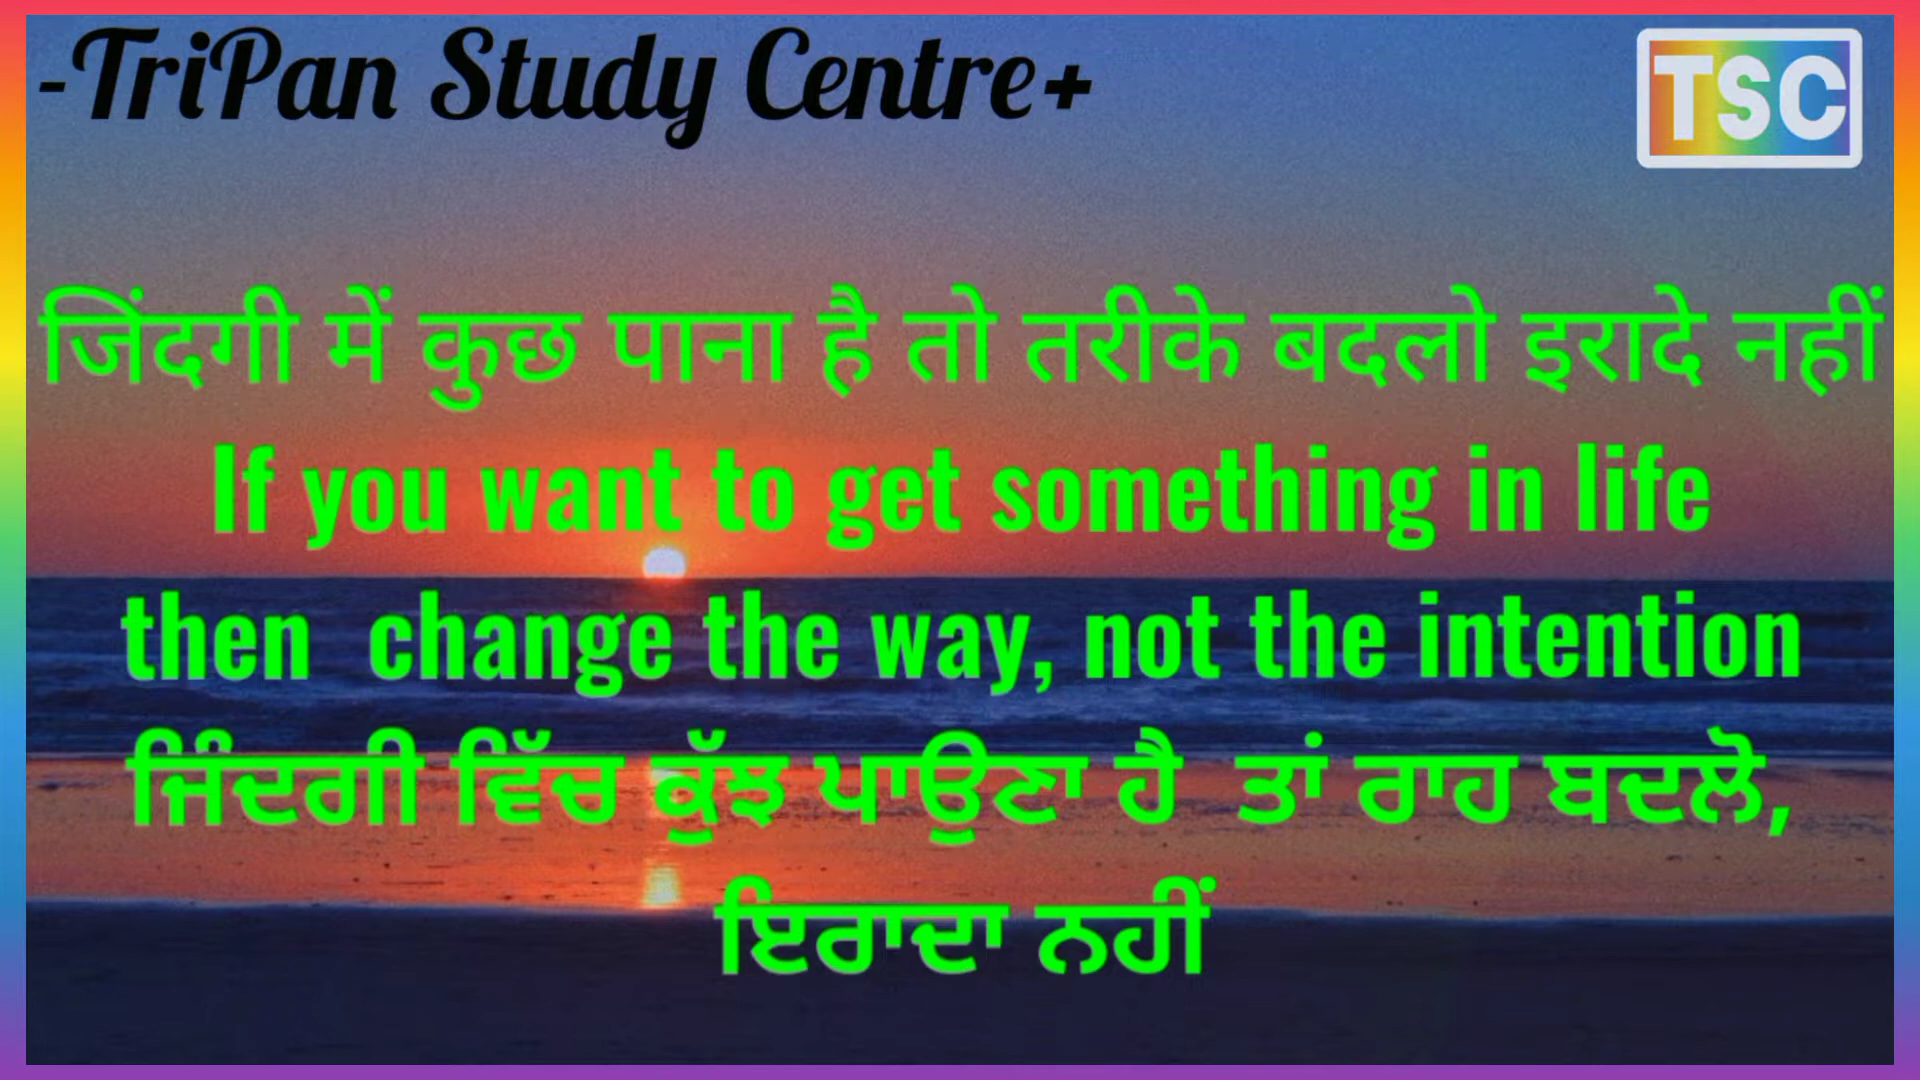 -TriPan Study Centre+
TSC
जिंदगी में कुछ पाना है तो तरीके बदलो इरादे नहीं
If you want to get something in life
then change the way, not the intention
ਜਿੰਦਗੀ ਵਿੱਚ ਕੁੱਝ ਪਾਉਣਾ ਹੈ ਤਾਂ ਰਾਹ ਬਦਲੋ,
ਇਰਾਦਾ ਨਹੀਂ